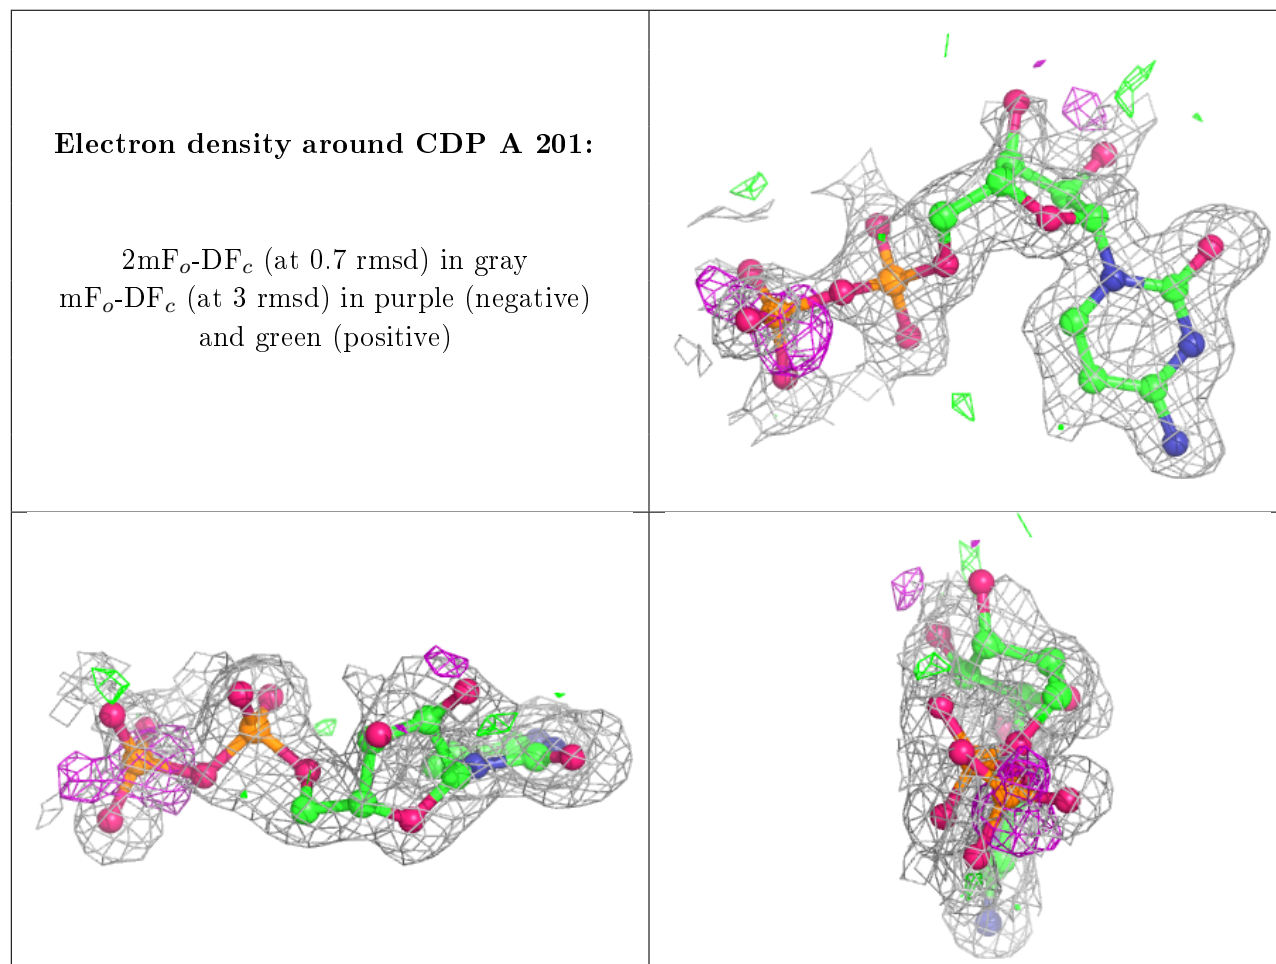 Electron density around CDP A 201:
2mFₒ-DF𝒸 (at 0.7 rmsd) in gray
mFₒ-DF𝒸 (at 3 rmsd) in purple (negative)
and green (positive)